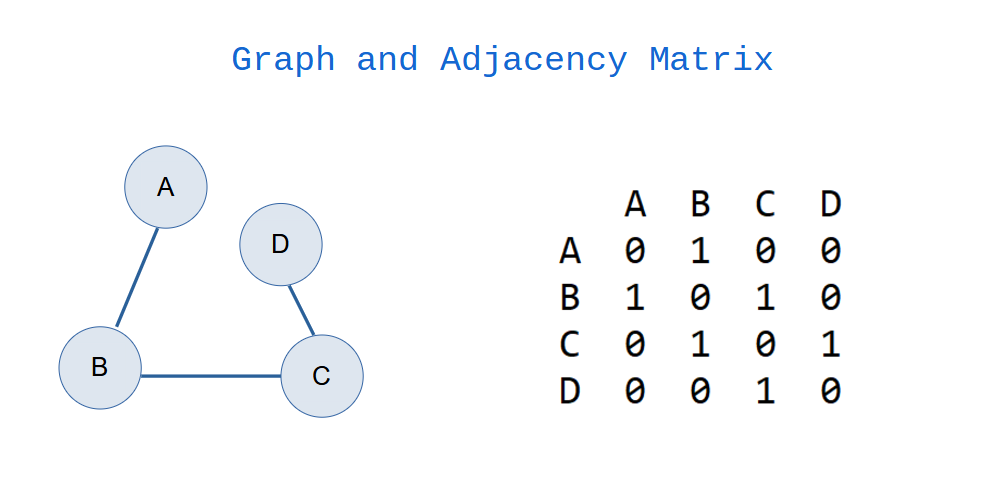 Graph and Adjacency Matrix
A
D
B
C
A B C D
A 0 1 0 0
B 1 0 1 0
C 0 1 0 1
D 0 0 1 0